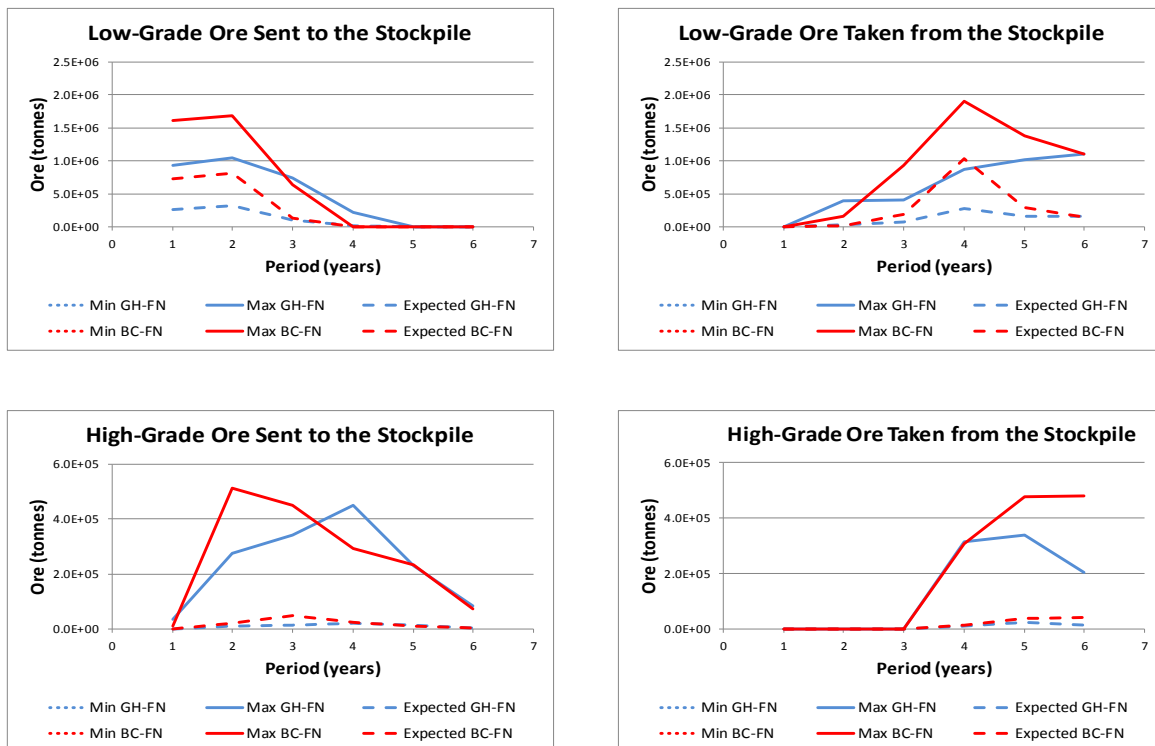 Low-Grade Ore Sent to the Stockpile
2.5E+06
2.0E+06
1.5E+06
1.0E+06
5.0E+05
0.0E+00
Ore (tonnes)
0 1 2 3 4 5 6 7
Period (years)
Min GH-FN Max GH-FN Expected GH-FN
Min BC-FN Max BC-FN Expected BC-FN
Low-Grade Ore Taken from the Stockpile
2.5E+06
2.0E+06
1.5E+06
1.0E+06
5.0E+05
0.0E+00
Ore (tonnes)
0 1 2 3 4 5 6 7
Period (years)
Min GH-FN Max GH-FN Expected GH-FN
Min BC-FN Max BC-FN Expected BC-FN
High-Grade Ore Sent to the Stockpile
6.0E+05
4.0E+05
2.0E+05
0.0E+00
Ore (tonnes)
0 1 2 3 4 5 6 7
Period (years)
Min GH-FN Max GH-FN Expected GH-FN
Min BC-FN Max BC-FN Expected BC-FN
High-Grade Ore Taken from the Stockpile
6.0E+05
4.0E+05
2.0E+05
0.0E+00
Ore (tonnes)
0 1 2 3 4 5 6 7
Period (years)
Min GH-FN Max GH-FN Expected GH-FN
Min BC-FN Max BC-FN Expected BC-FN